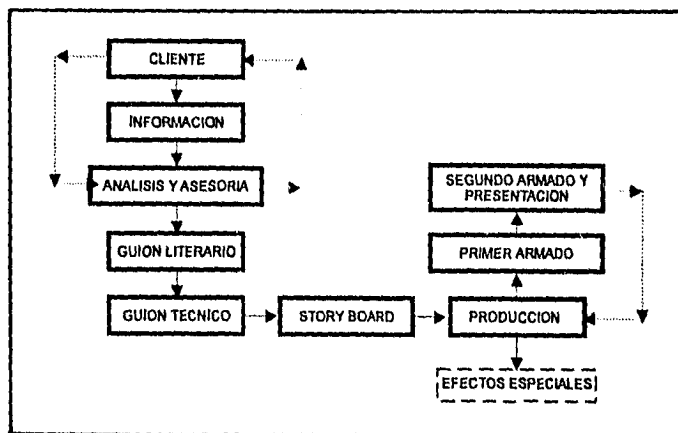 CLIENTE
INFORMACION
ANALISIS Y ASESORIA
GUION LITERARIO
GUION TECNICO
STORY BOARD
PRODUCCION
PRIMER ARMADO
SEGUNDO ARMADO Y
PRESENTACION
EFECTOS ESPECIALES